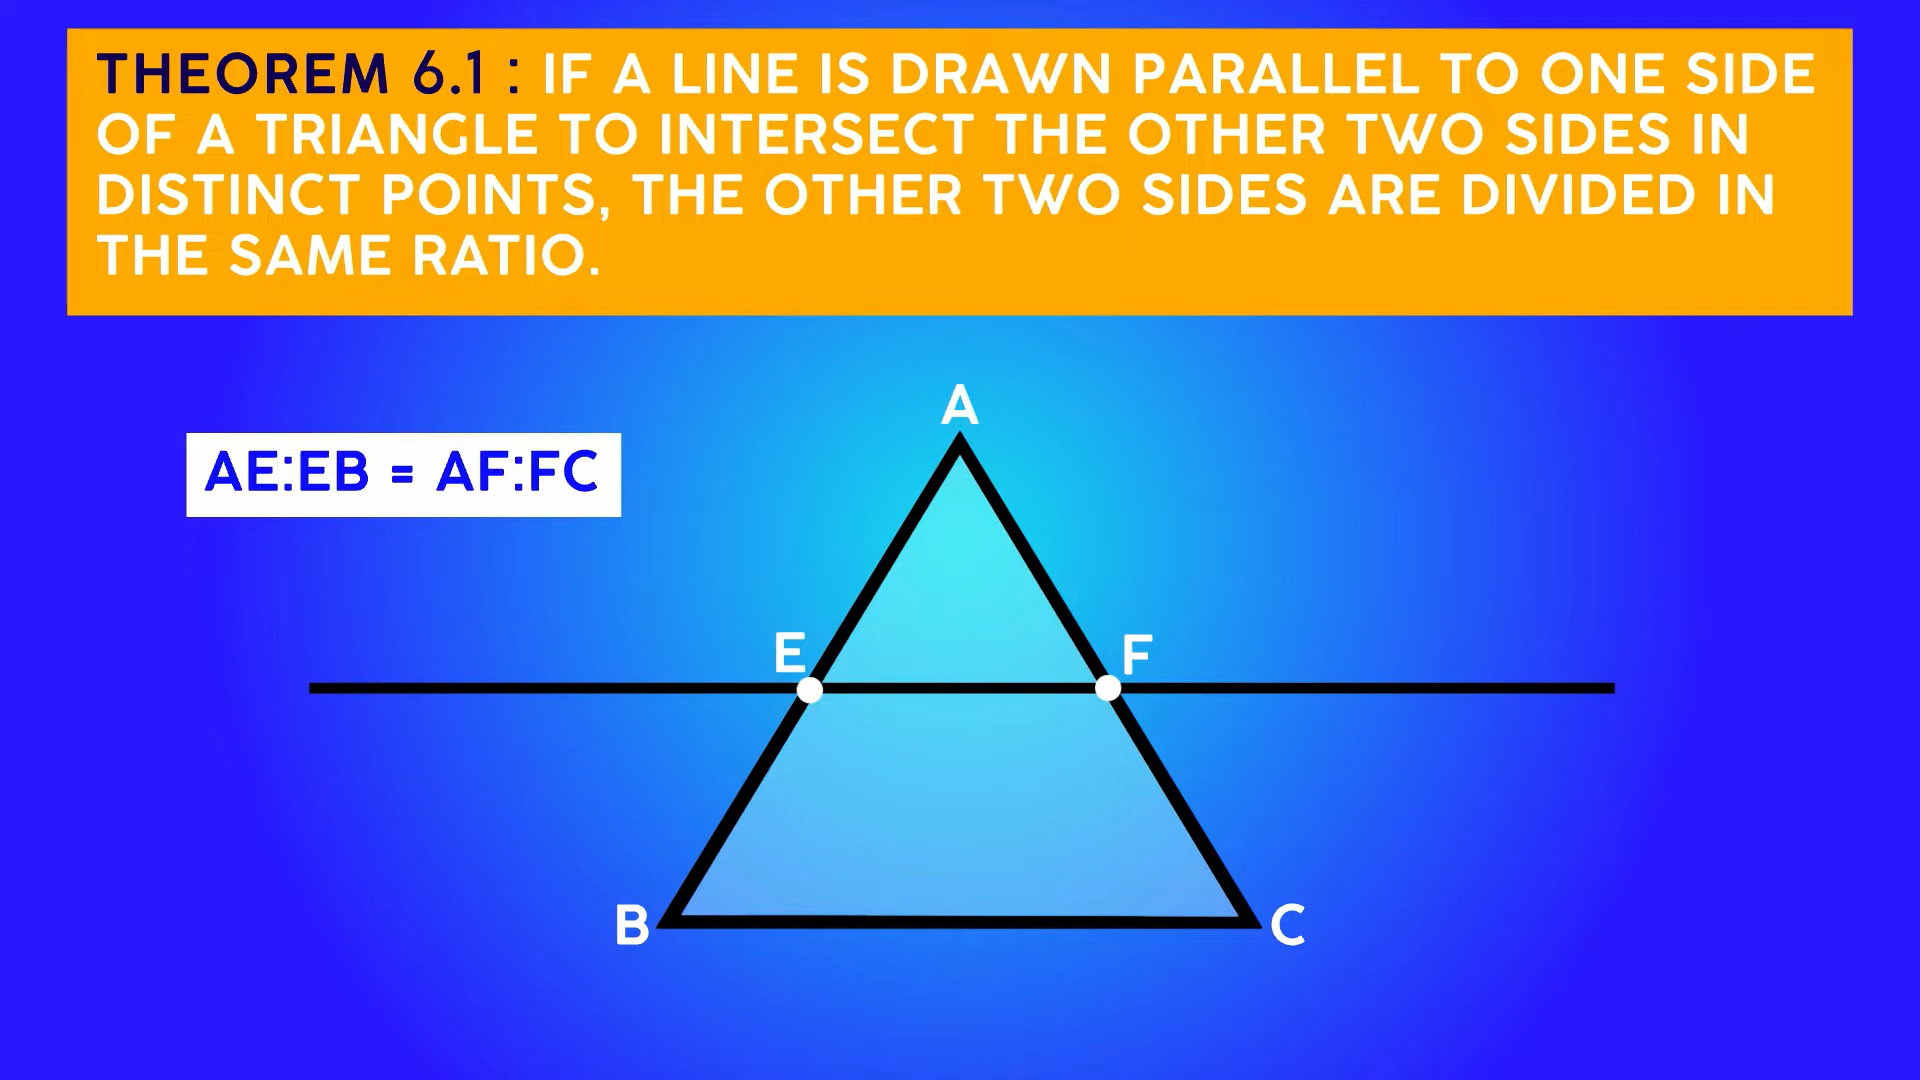 THEOREM 6.1 : IF A LINE IS DRAWN PARALLEL TO ONE SIDE
OF A TRIANGLE TO INTERSECT THE OTHER TWO SIDES IN
DISTINCT POINTS, THE OTHER TWO SIDES ARE DIVIDED IN
THE SAME RATIO.
A
AE:EB = AF:FC
E
F
B
C